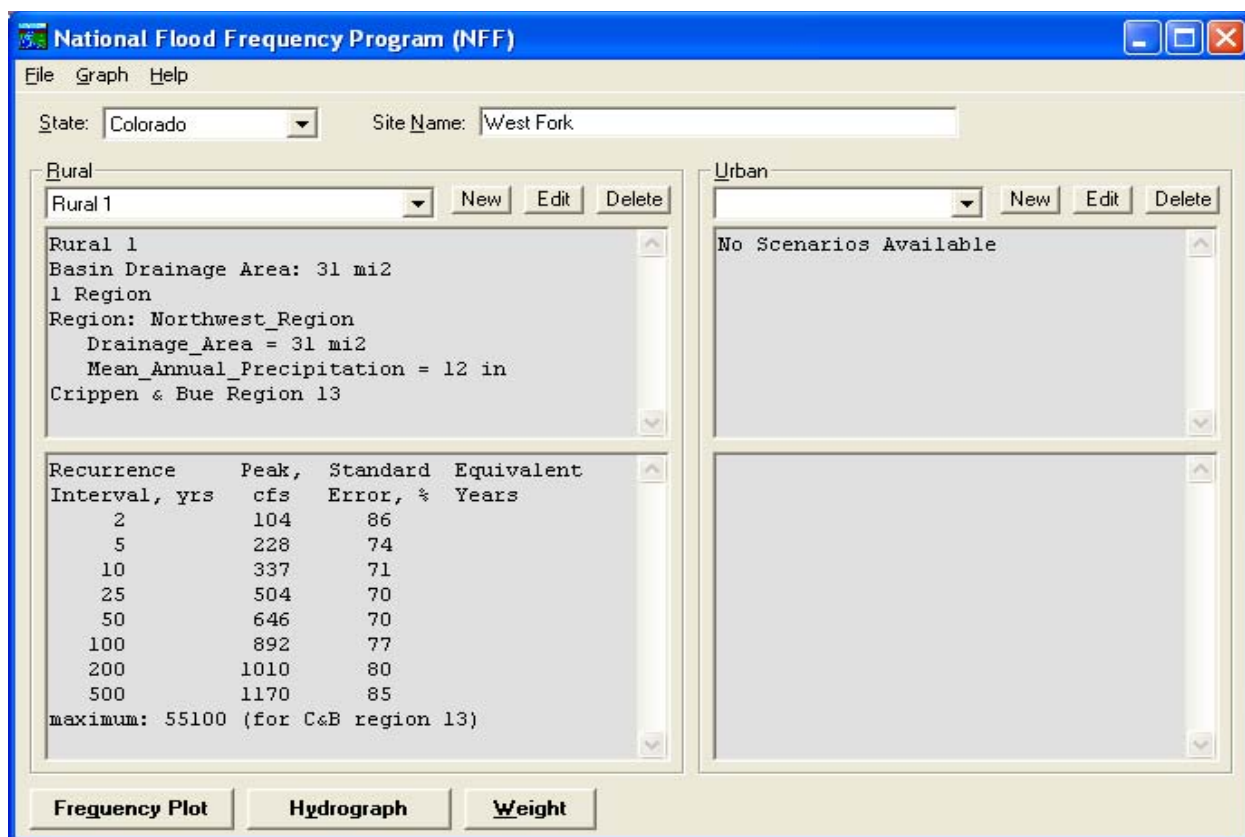 National Flood Frequency Program (NFF)
File Graph Help
State: Colorado Site Name: West Fork
Rural
Rural 1 New Edit Delete
Rural 1
Basin Drainage Area: 31 mi2
1 Region
Region: Northwest_Region
Drainage_Area = 31 mi2
Mean_Annual_Precipitation = 12 in
Crippen & Bue Region 13
Recurrence Peak, Standard Equivalent
Interval, yrs cfs Error, % Years
2 104 86
5 228 74
10 337 71
25 504 70
50 646 70
100 892 77
200 1010 80
500 1170 85
maximum: 55100 (for C&B region 13)
Urban
New Edit Delete
No Scenarios Available
Frequency Plot Hydrograph Weight